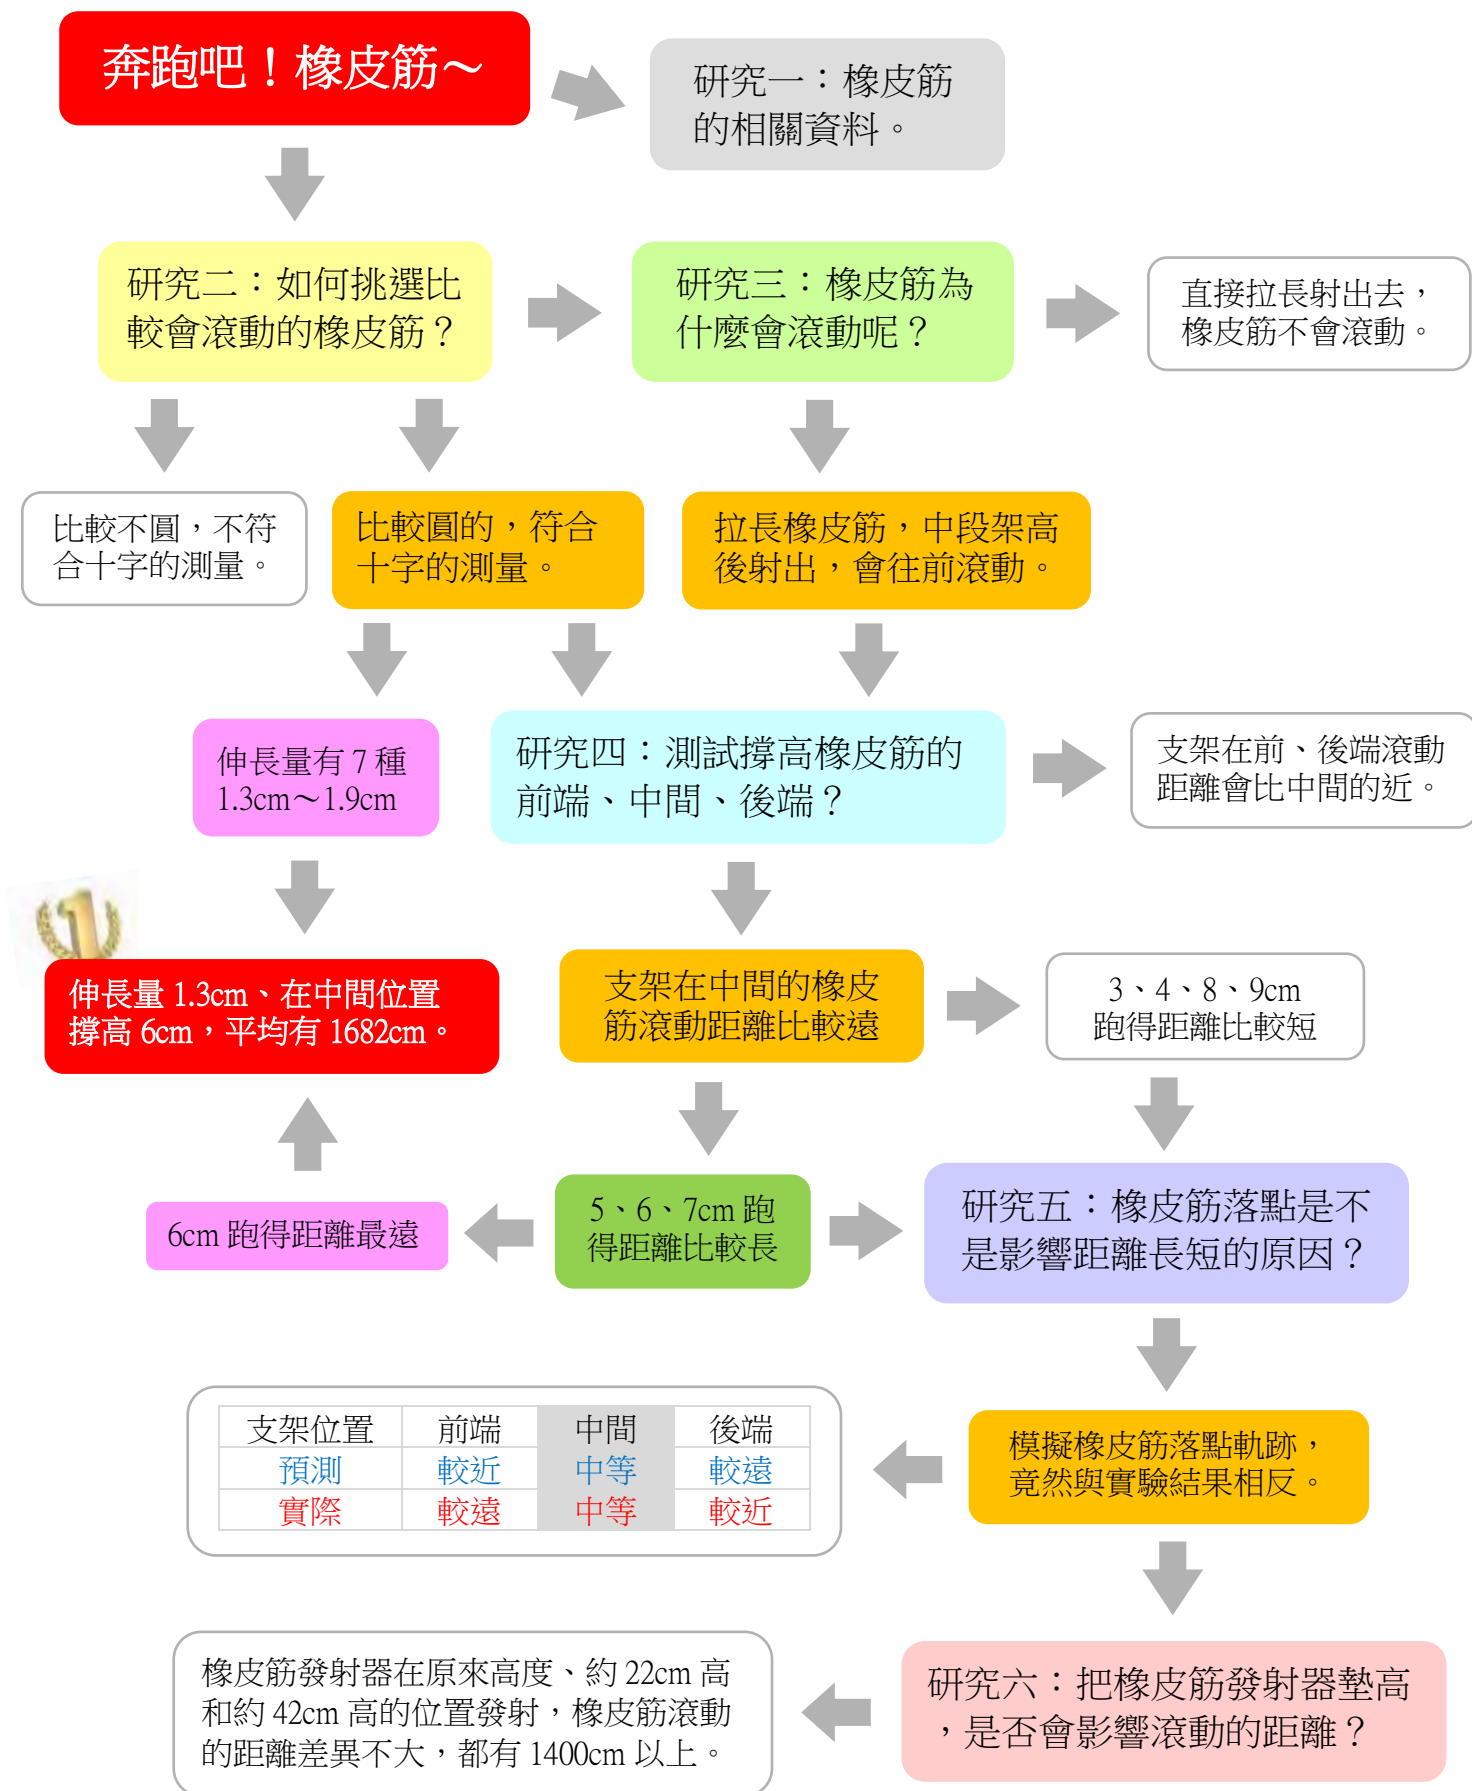 奔跑吧！橡皮筋～
研究一：橡皮筋
的相關資料。
研究二：如何挑選比
較會滾動的橡皮筋？
研究三：橡皮筋為
什麼會滾動呢？
直接拉長射出去，
橡皮筋不會滾動。
比較不圓，不符
合十字的測量。
比較圓的，符合
十字的測量。
拉長橡皮筋，中段架高
後射出，會往前滾動。
伸長量有 7 種
1.3cm～1.9cm
研究四：測試撐高橡皮筋的
前端、中間、後端？
支架在前、後端滾動
距離會比中間的近。
1
伸長量 1.3cm、在中間位置
撐高 6cm，平均有 1682cm。
支架在中間的橡皮
筋滾動距離比較遠
3、4、8、9cm
跑得距離比較短
6cm 跑得距離最遠
5、6、7cm 跑
得距離比較長
研究五：橡皮筋落點是不
是影響距離長短的原因？
支架位置 前端 中間 後端
預測 較近 中等 較遠
實際 較遠 中等 較近
模擬橡皮筋落點軌跡，
竟然與實驗結果相反。
橡皮筋發射器在原來高度、約 22cm 高
和約 42cm 高的位置發射，橡皮筋滾動
的距離差異不大，都有 1400cm 以上。
研究六：把橡皮筋發射器墊高
，是否會影響滾動的距離？